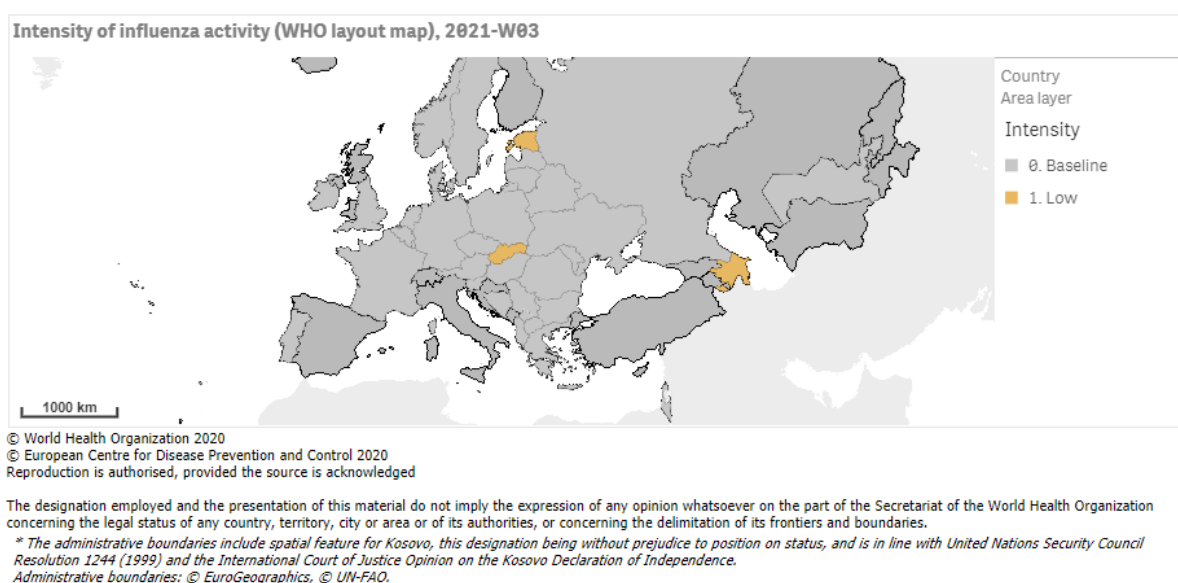 Intensity of influenza activity (WHO layout map), 2021-W03
Country
Area layer
Intensity
0. Baseline
1. Low
1000 km
© World Health Organization 2020
© European Centre for Disease Prevention and Control 2020
Reproduction is authorised, provided the source is acknowledged
The designation employed and the presentation of this material do not imply the expression of any opinion whatsoever on the part of the Secretariat of the World Health Organization
concerning the legal status of any country, territory, city or area or of its authorities, or concerning the delimitation of its frontiers and boundaries.
* The administrative boundaries include spatial feature for Kosovo, this designation being without prejudice to position on status, and is in line with United Nations Security Council
Resolution 1244 (1999) and the International Court of Justice Opinion on the Kosovo Declaration of Independence.
Administrative boundaries: © EuroGeographics, © UN-FAO.